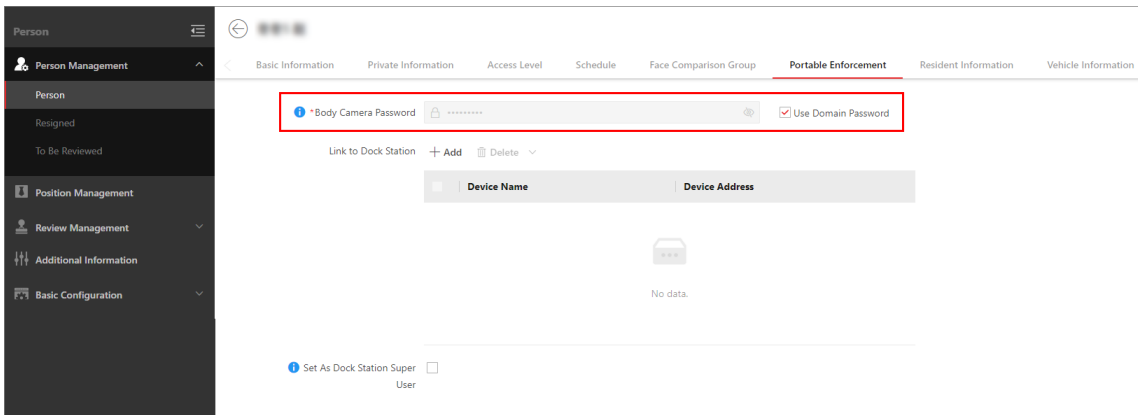 Person
Person Management
Person
Resigned
To Be Reviewed
Position Management
Review Management
Additional Information
Basic Configuration
Basic Information Private Information Access Level Schedule Face Comparison Group Portable Enforcement Resident Information Vehicle Information
*Body Camera Password ••••••••• Use Domain Password
Link to Dock Station + Add Delete
Device Name Device Address
No data.
Set As Dock Station Super
User